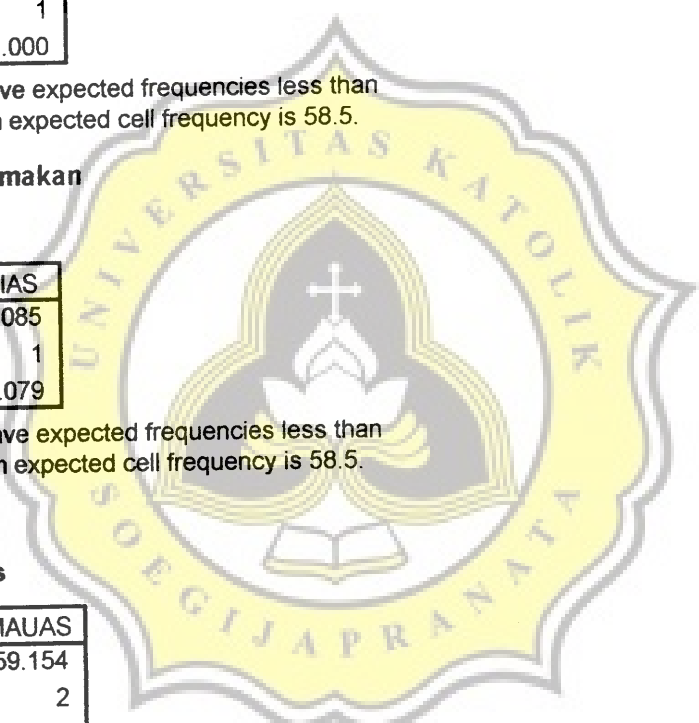 1
.000
ve expected frequencies less than
n expected cell frequency is 58.5.
makan
IAS
085
1
.079
ave expected frequencies less than
m expected cell frequency is 58.5.
s
MAUAS
59.154
2
UNIVERSITAS KATOLIK
SOEGIJAPRANATA